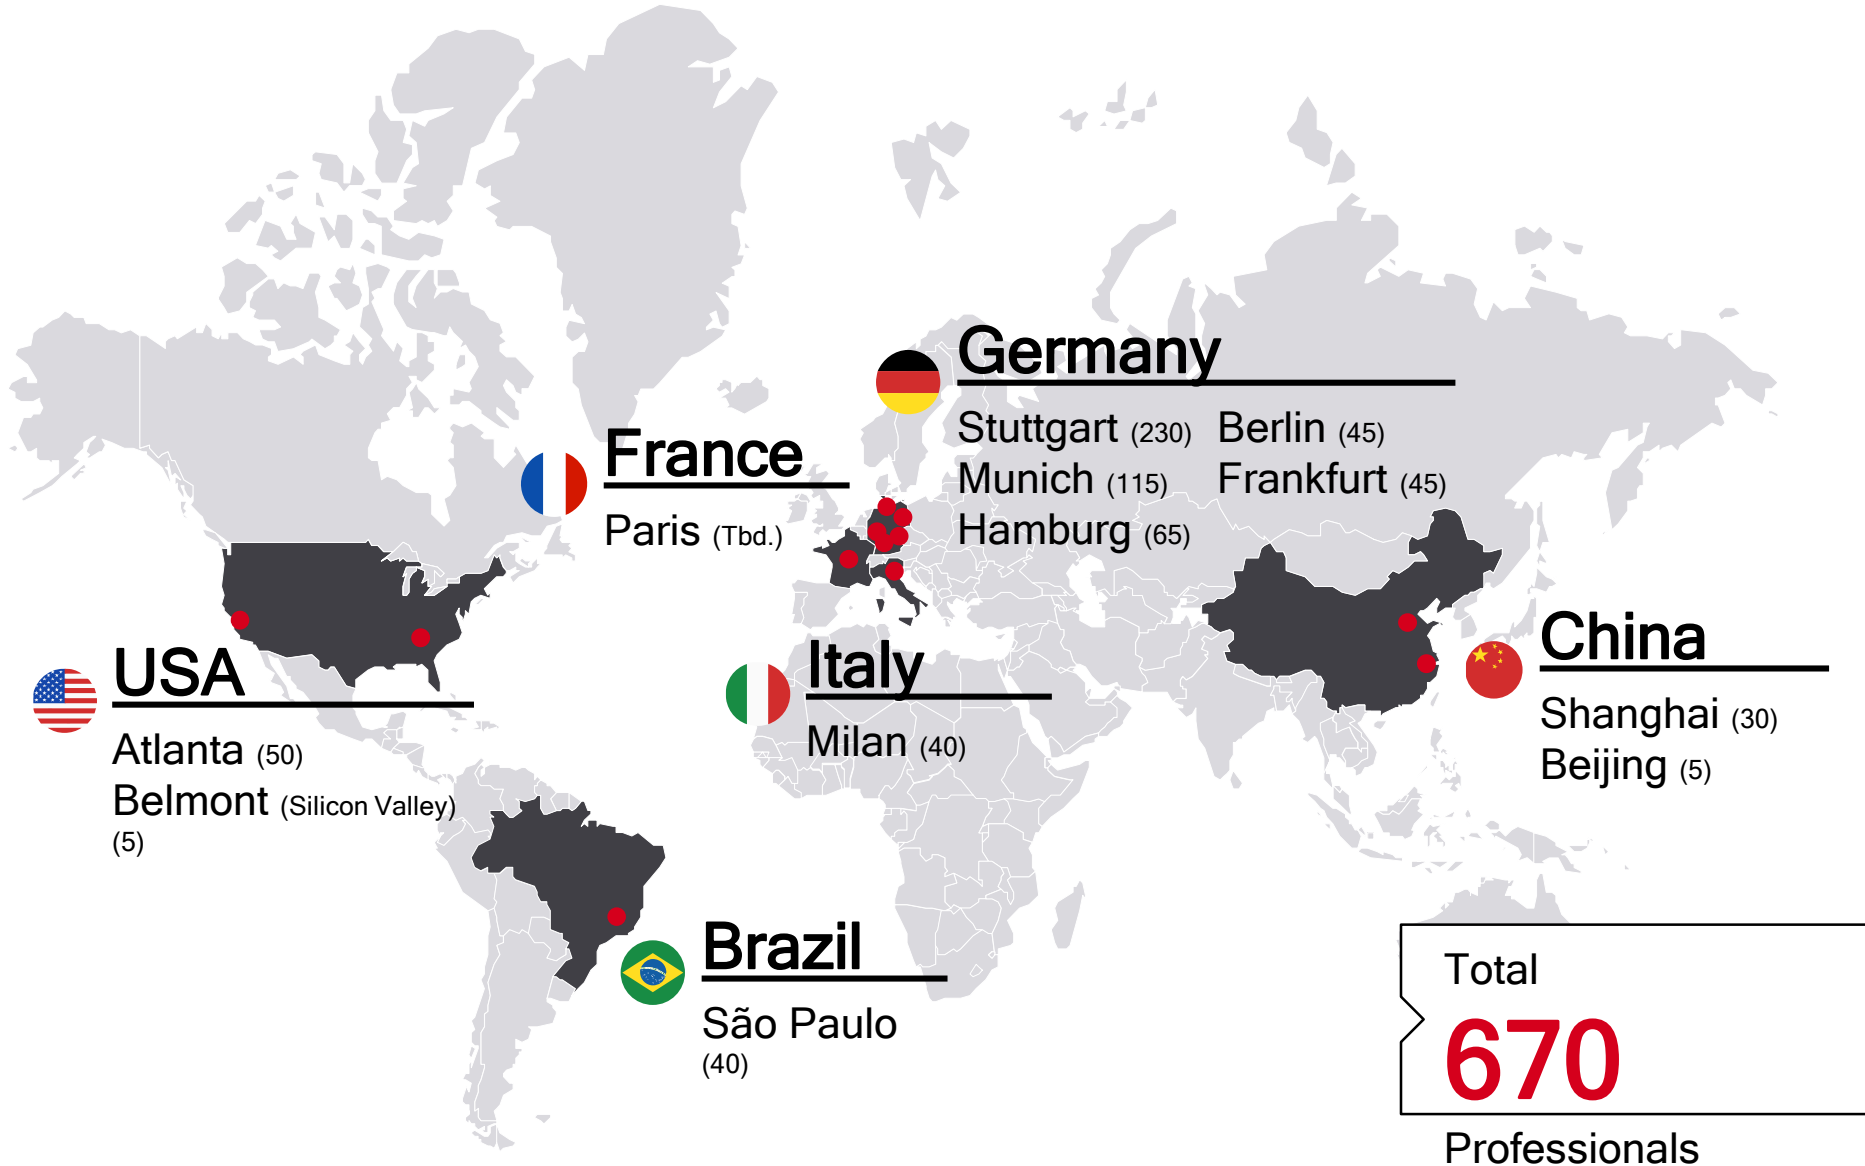 Germany
Stuttgart (230) Berlin (45)
Munich (115) Frankfurt (45)
Hamburg (65)
France
Paris (Tbd.)
USA
Atlanta (50)
Belmont (Silicon Valley)
(5)
Italy
Milan (40)
China
Shanghai (30)
Beijing (5)
Brazil
São Paulo
(40)
Total
670
Professionals